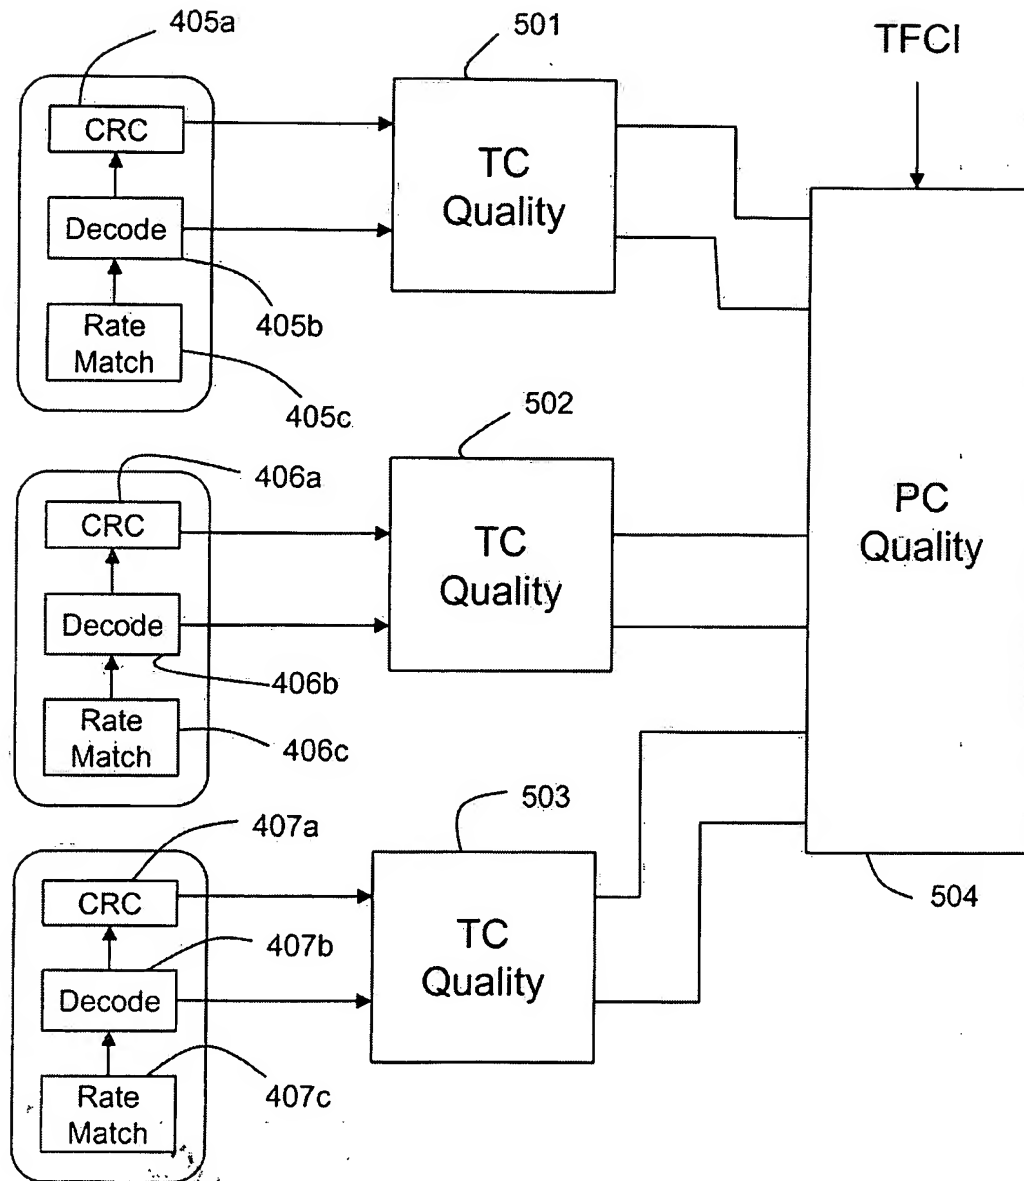 405a
501
TFCI
CRC
TC
Quality
Decode
405b
Rate
Match
405c
502
406a
CRC
TC
Quality
PC
Quality
Decode
406b
Rate
Match
406c
503
407a
CRC
504
407b
TC
Quality
Decode
Rate
Match
407c